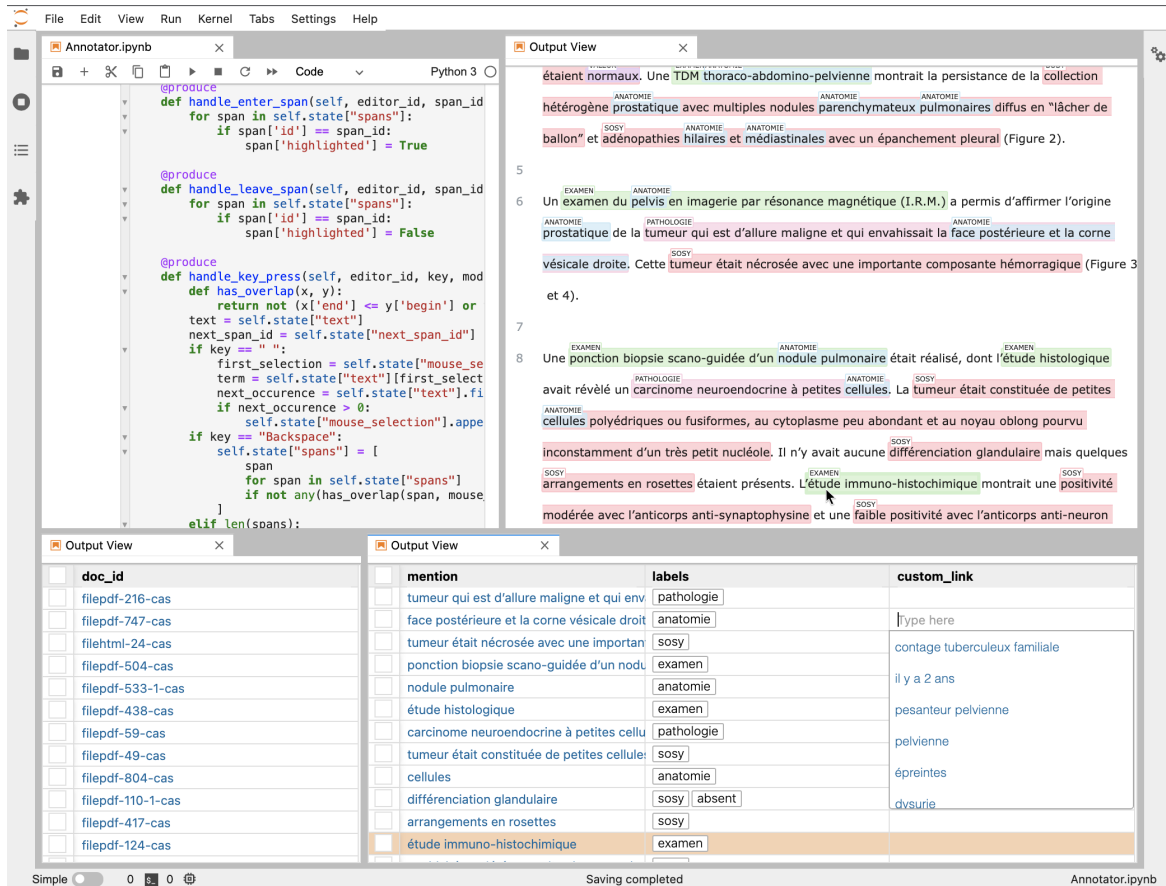 File Edit View Run Kernel Tabs Settings Help
Annotator.ipynb
Code Python 3
@produce
def handle_enter_span(self, editor_id, span_id
for span in self.state["spans"]:
if span['id'] == span_id:
span['highlighted'] = True
@produce
def handle_leave_span(self, editor_id, span_id
for span in self.state["spans"]:
if span['id'] == span_id:
span['highlighted'] = False
@produce
def handle_key_press(self, editor_id, key, mod
def has_overlap(x, y):
return not (x['end'] <= y['begin'] or
text = self.state["text"]
next_span_id = self.state["next_span_id"]
if key == " ":
first_selection = self.state["mouse_se
term = self.state["text"][first_select
next_occurence = self.state["text"].fi
if next_occurence > 0:
self.state["mouse_selection"].appe
if key == "Backspace":
self.state["spans"] = [
span
for span in self.state["spans"]
if not any(has_overlap(span, mouse_
]
elif len(spans):
Output View
étaient normaux. Une TDM thoraco-abdomino-pelvienne montrait la persistance de la collection
ANATOMIE ANATOMIE ANATOMIE
hétérogène prostatique avec multiples nodules parenchymateux pulmonaires diffus en "lâcher de
SOSY ANATOMIE ANATOMIE
ballon" et adénopathies hilaires et médiastinales avec un épanchement pleural (Figure 2).
5
EXAMEN ANATOMIE
6 Un examen du pelvis en imagerie par résonance magnétique (I.R.M.) a permis d'affirmer l'origine
ANATOMIE PATHOLOGIE ANATOMIE
prostatique de la tumeur qui est d'allure maligne et qui envahissait la face postérieure et la corne
SOSY
vésicale droite. Cette tumeur était nécrosée avec une importante composante hémorragique (Figure 3
et 4).
7
EXAMEN ANATOMIE EXAMEN
8 Une ponction biopsie scano-guidée d'un nodule pulmonaire était réalisé, dont l'étude histologique
PATHOLOGIE ANATOMIE SOSY
avait révèlé un carcinome neuroendocrine à petites cellules. La tumeur était constituée de petites
ANATOMIE
cellules polyédriques ou fusiformes, au cytoplasme peu abondant et au noyau oblong pourvu
SOSY
inconstamment d'un très petit nucléole. Il n'y avait aucune différenciation glandulaire mais quelques
SOSY EXAMEN SOSY
arrangements en rosettes étaient présents. L'étude immuno-histochimique montrait une positivité
SOSY
modérée avec l'anticorps anti-synaptophysine et une faible positivité avec l'anticorps anti-neuron
Output View
doc_id
filepdf-216-cas
filepdf-747-cas
filehtml-24-cas
filepdf-504-cas
filepdf-533-1-cas
filepdf-438-cas
filepdf-59-cas
filepdf-49-cas
filepdf-804-cas
filepdf-110-1-cas
filepdf-417-cas
filepdf-124-cas
Output View
mention labels custom_link
tumeur qui est d'allure maligne et qui env pathologie
face postérieure et la corne vésicale droit anatomie Type here
tumeur était nécrosée avec une importan sosy
ponction biopsie scano-guidée d'un nodu examen
nodule pulmonaire anatomie
étude histologique examen
carcinome neuroendocrine à petites cellu pathologie
tumeur était constituée de petites cellules sosy
cellules anatomie
différenciation glandulaire sosy absent
arrangements en rosettes sosy
étude immuno-histochimique examen
contage tuberculeux familiale
il y a 2 ans
pesanteur pelvienne
pelvienne
épreintes
dysurie
Simple 0 0 Saving completed Annotator.ipynb